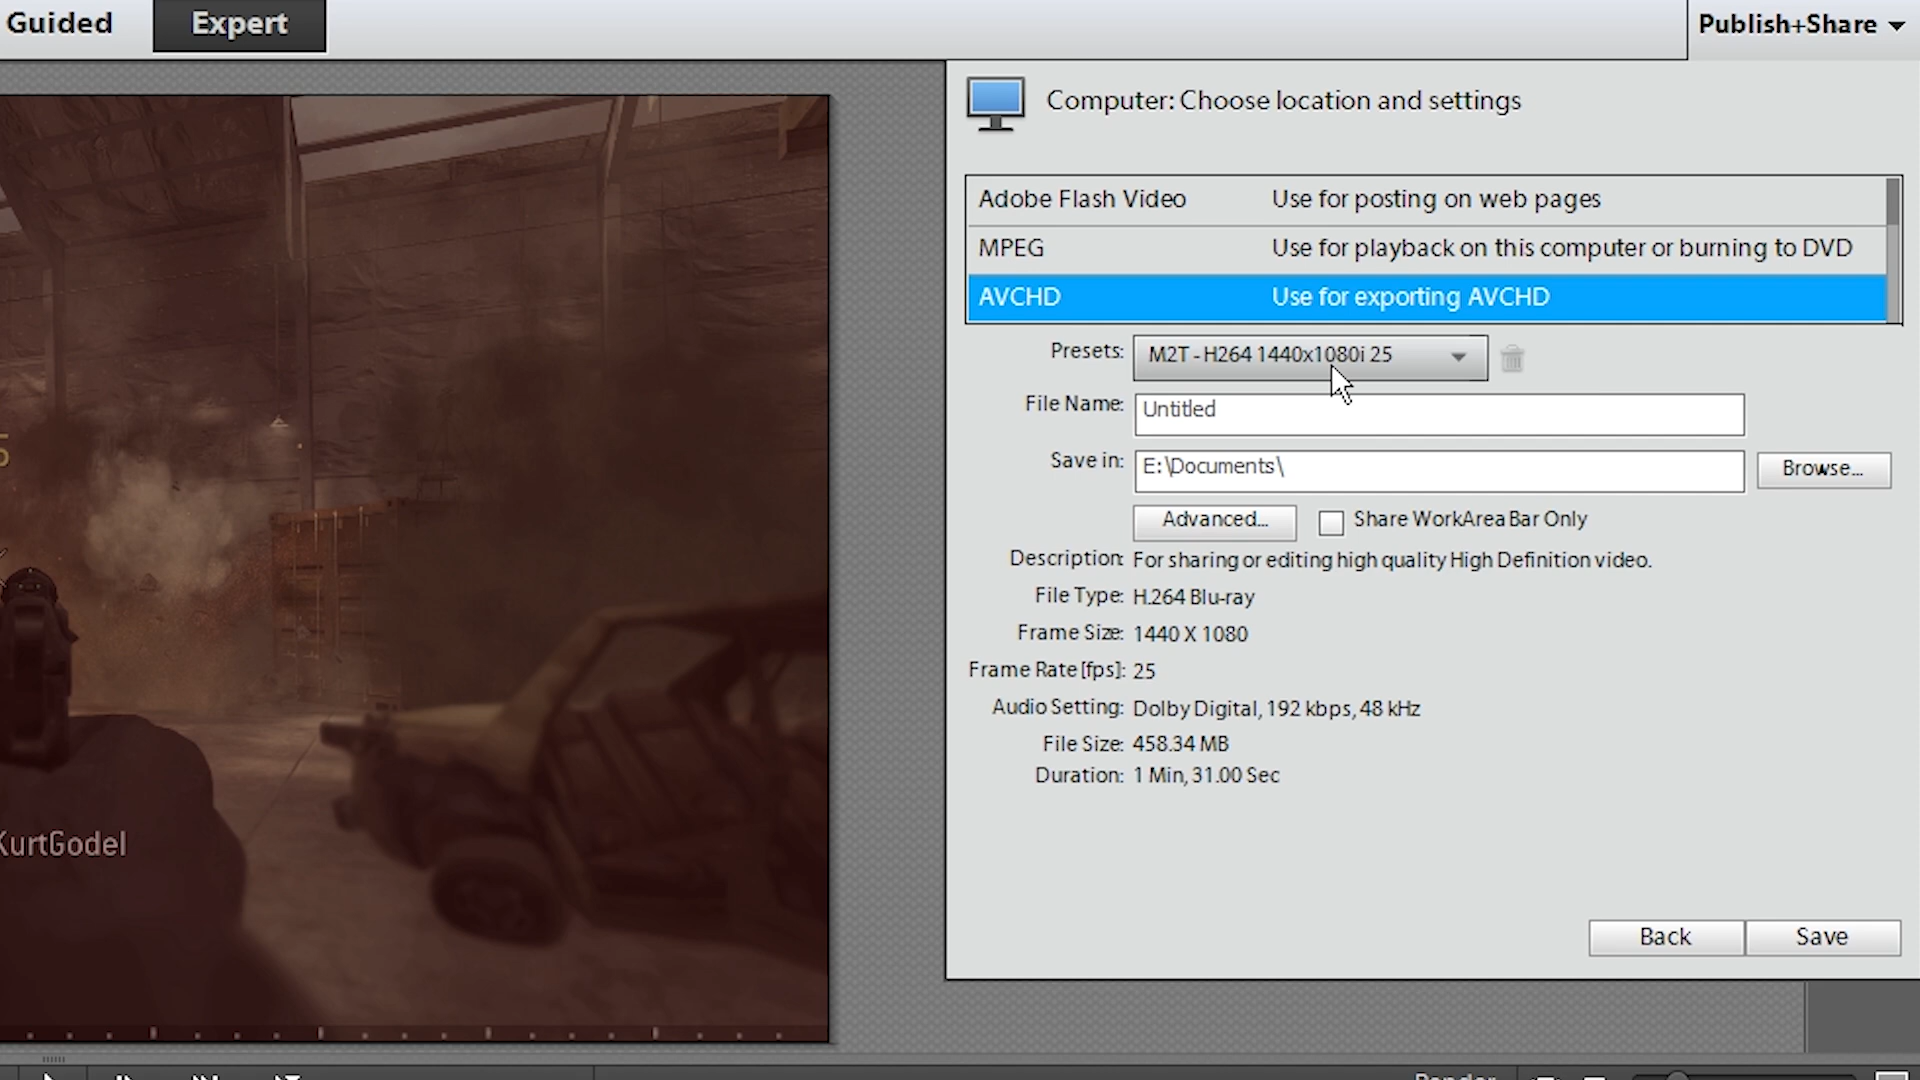 Guided
Expert
Publish+Share
Computer: Choose location and settings
Adobe Flash Video Use for posting on web pages
MPEG Use for playback on this computer or burning to DVD
AVCHD Use for exporting AVCHD
Presets: M2T - H264 1440x1080i 25
File Name: Untitled
Save in: E:\Documents\ Browse...
Advanced... Share WorkArea Bar Only
Description: For sharing or editing high quality High Definition video.
File Type: H.264 Blu-ray
Frame Size: 1440 X 1080
Frame Rate[fps]: 25
Audio Setting: Dolby Digital, 192 kbps, 48 kHz
File Size: 458.34 MB
Duration: 1 Min, 31.00 Sec
5
KurtGodel
Back Save
Render